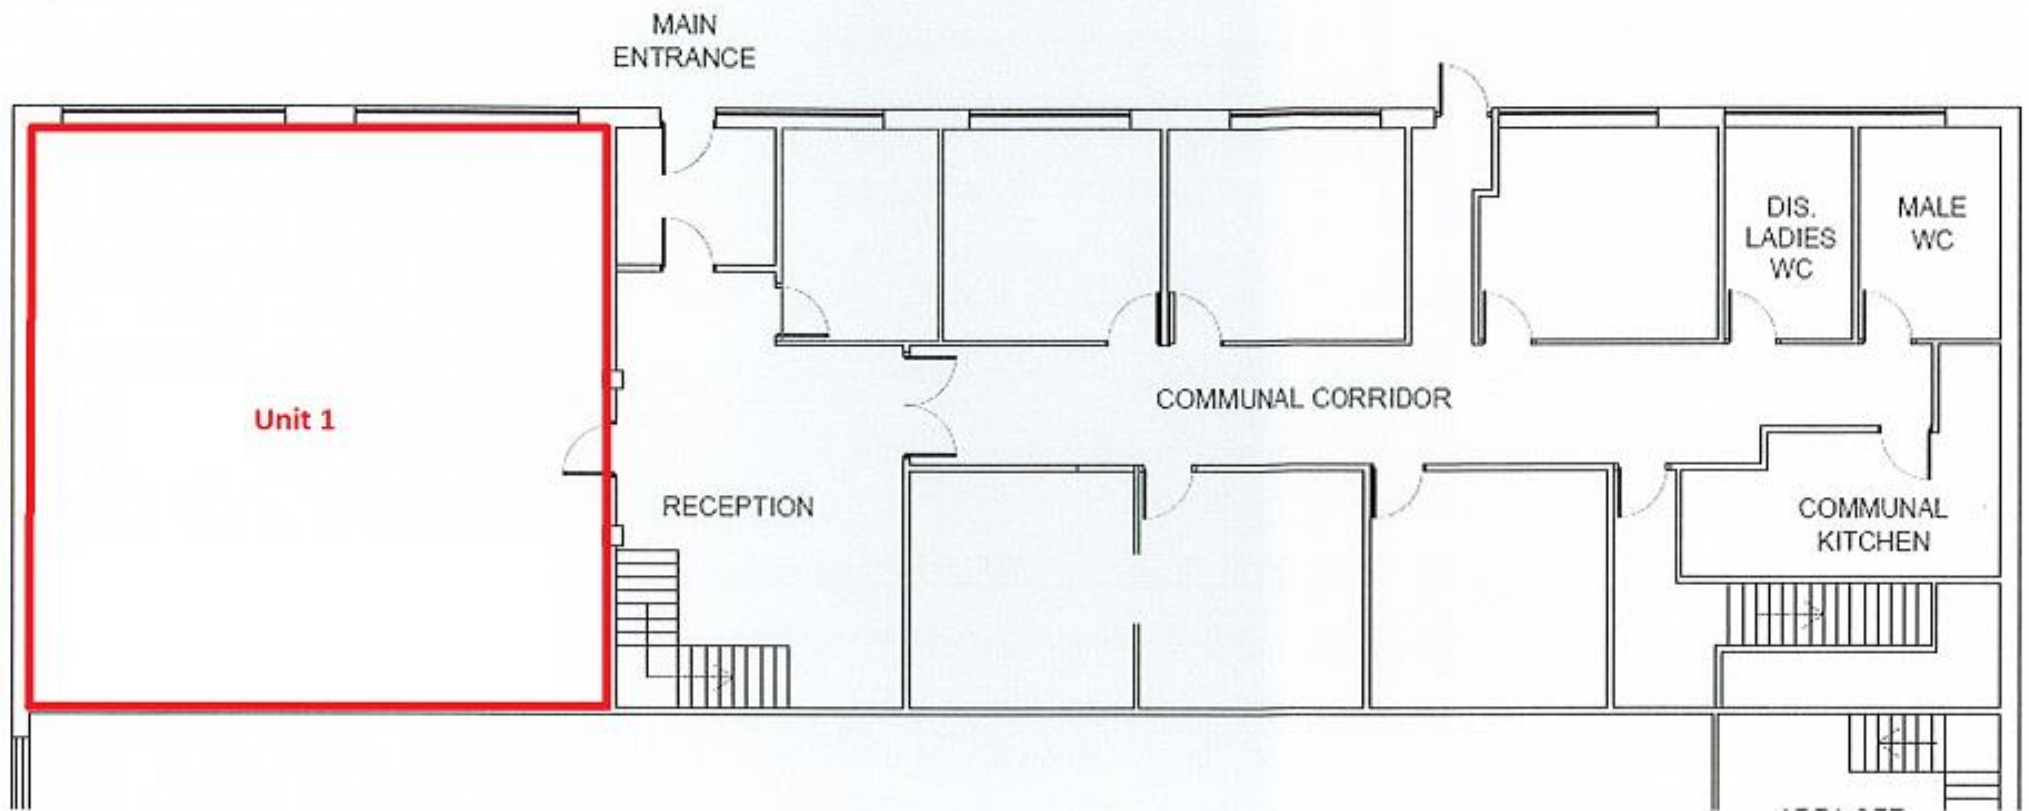 MAIN
ENTRANCE
DIS.
LADIES
WC
MALE
WC
COMMUNAL CORRIDOR
Unit 1
RECEPTION
COMMUNAL
KITCHEN